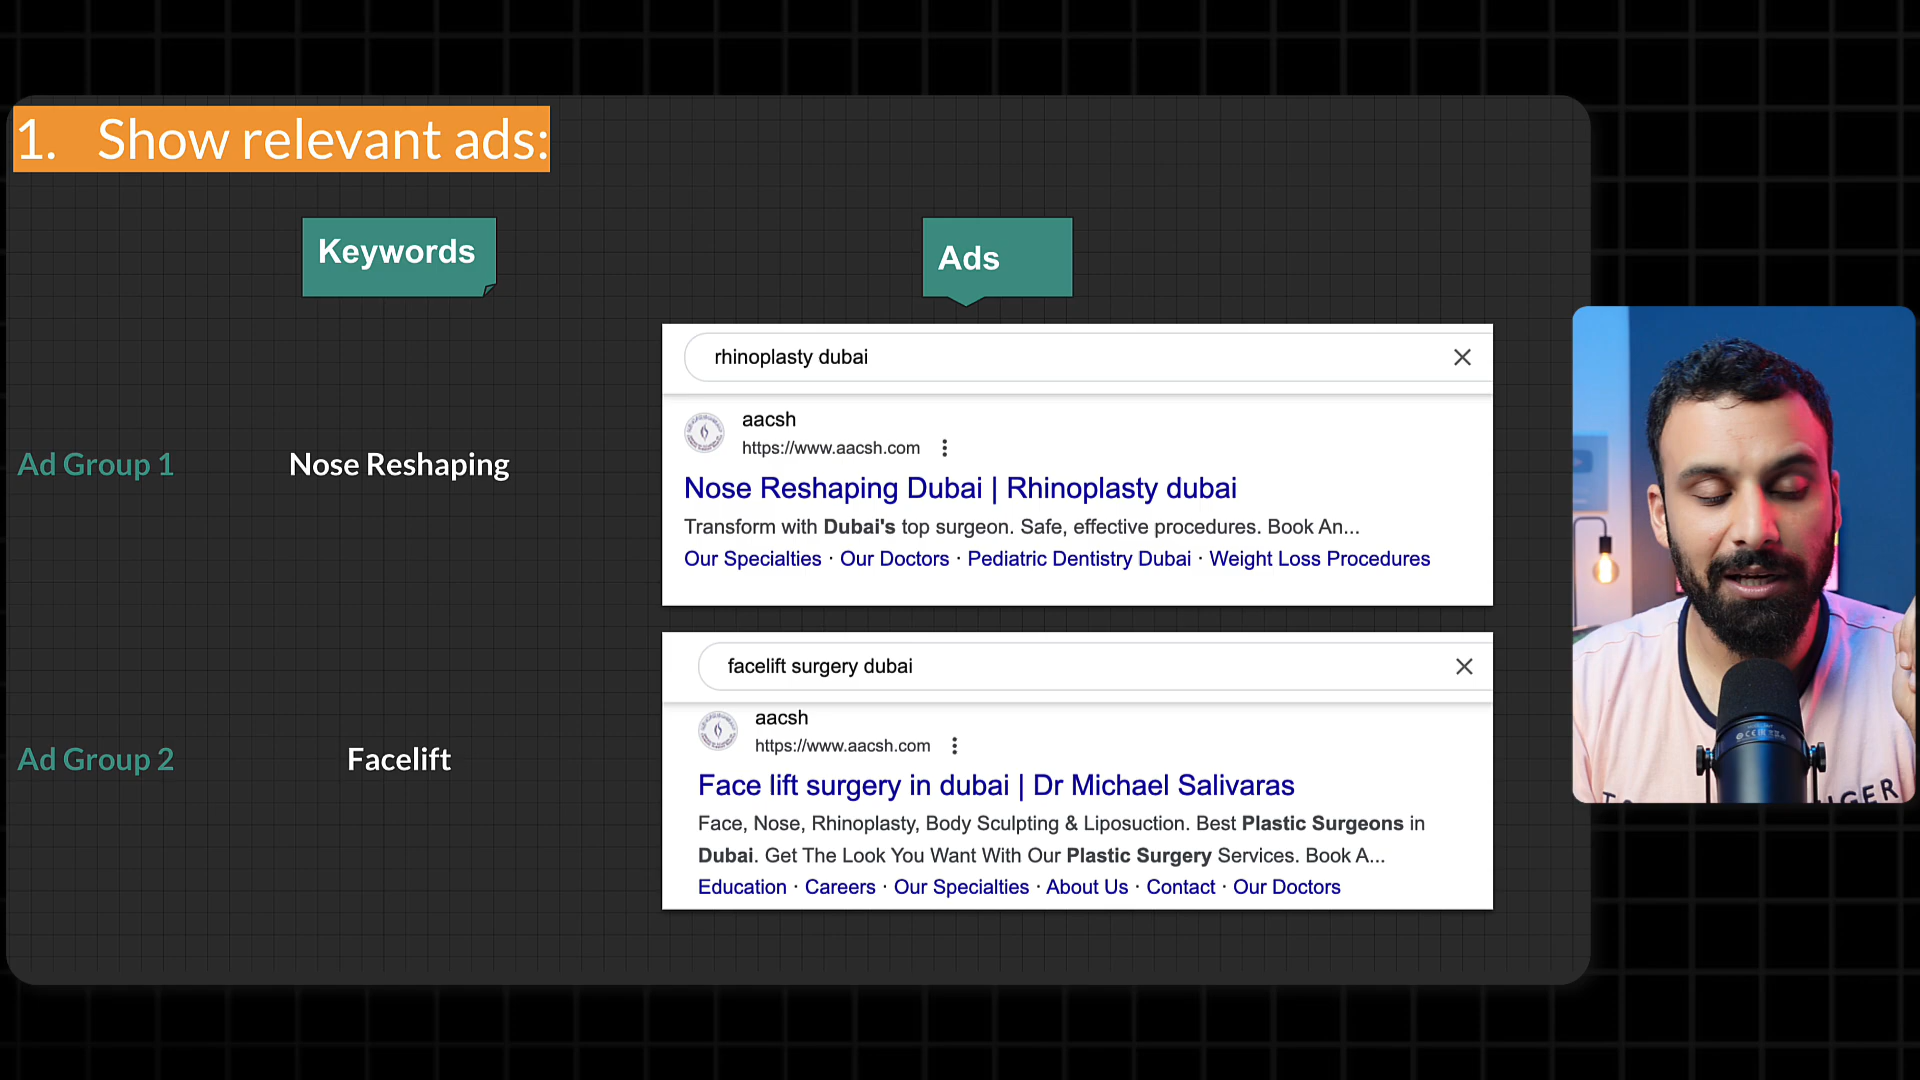 1. Show relevant ads:
Keywords
Ads
rhinoplasty dubai
aacsh
https://www.aacsh.com
Ad Group 1
Nose Reshaping
Nose Reshaping Dubai | Rhinoplasty dubai
Transform with Dubai's top surgeon. Safe, effective procedures. Book An...
Our Specialties · Our Doctors · Pediatric Dentistry Dubai · Weight Loss Procedures
facelift surgery dubai
aacsh
https://www.aacsh.com
Ad Group 2
Facelift
Face lift surgery in dubai | Dr Michael Salivaras
Face, Nose, Rhinoplasty, Body Sculpting & Liposuction. Best Plastic Surgeons in
Dubai. Get The Look You Want With Our Plastic Surgery Services. Book A...
Education · Careers · Our Specialties · About Us · Contact · Our Doctors